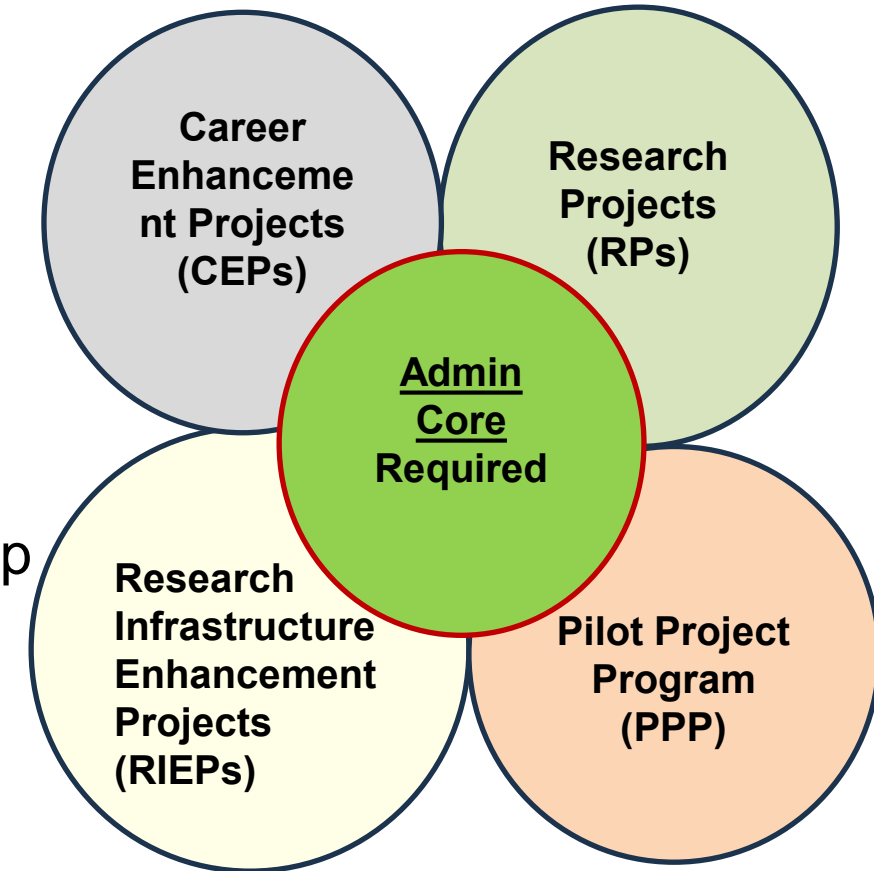 Career
Enhanceme
nt Projects
(CEPs)
Research
Projects
(RPs)
Admin
Core
Required
p
Research
Infrastructure
Enhancement
Projects
(RIEPs)
Pilot Project
Program
(PPP)